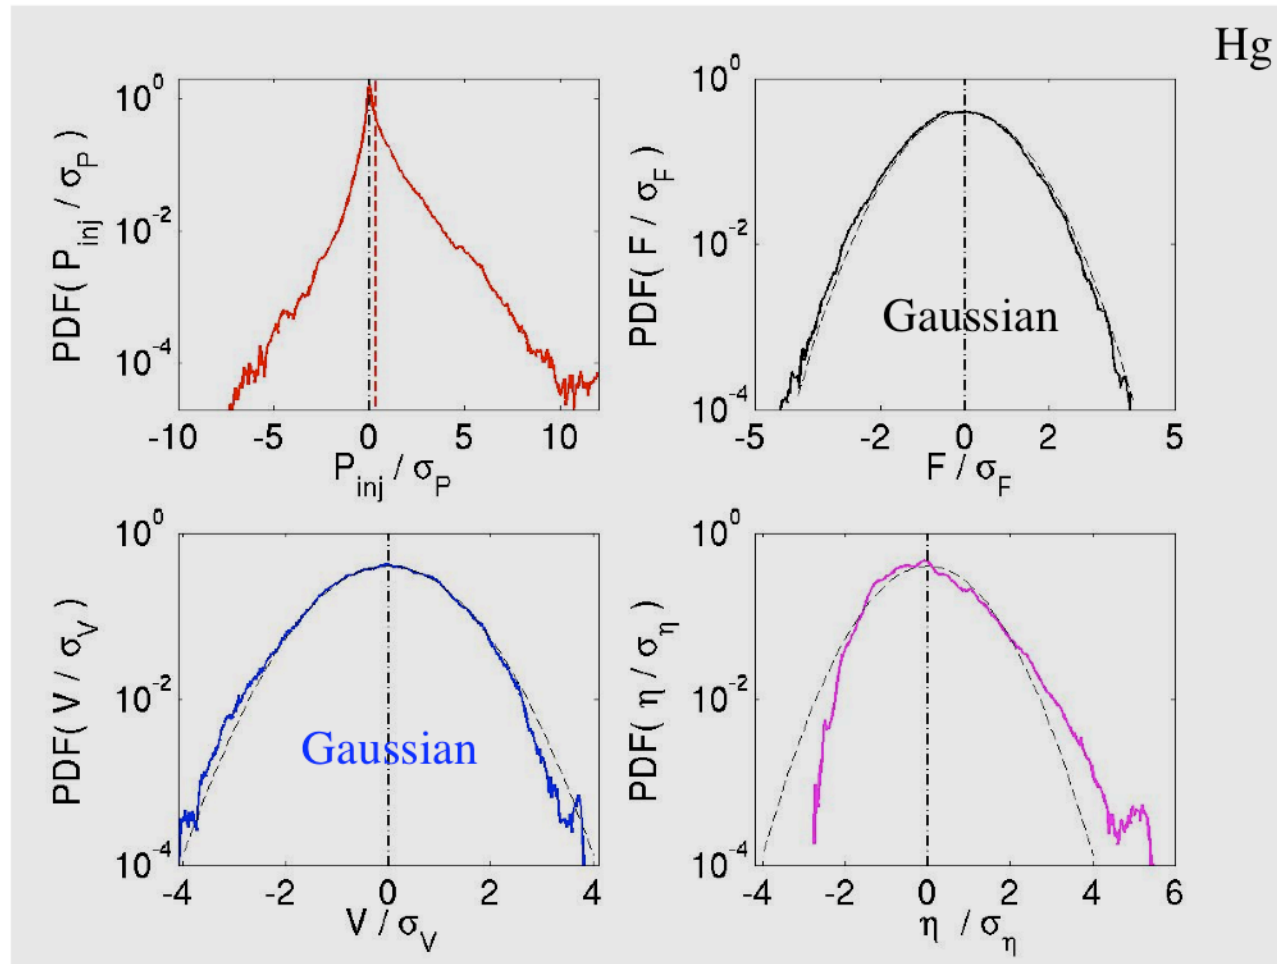 Hg
10^0
10^-2
10^-4
PDF( P_inj / σ_P)
-10 -5 0 5 10
P_inj / σ_P
10^0
10^-2
10^-4
PDF( F / σ_F )
Gaussian
-5 -2 0 2 5
F / σ_F
10^0
10^-2
10^-4
PDF( V / σ_V)
Gaussian
-4 -2 0 2 4
V / σ_V
10^0
10^-2
10^-4
PDF( η / σ_η )
-4 -2 0 2 4 6
η / σ_η